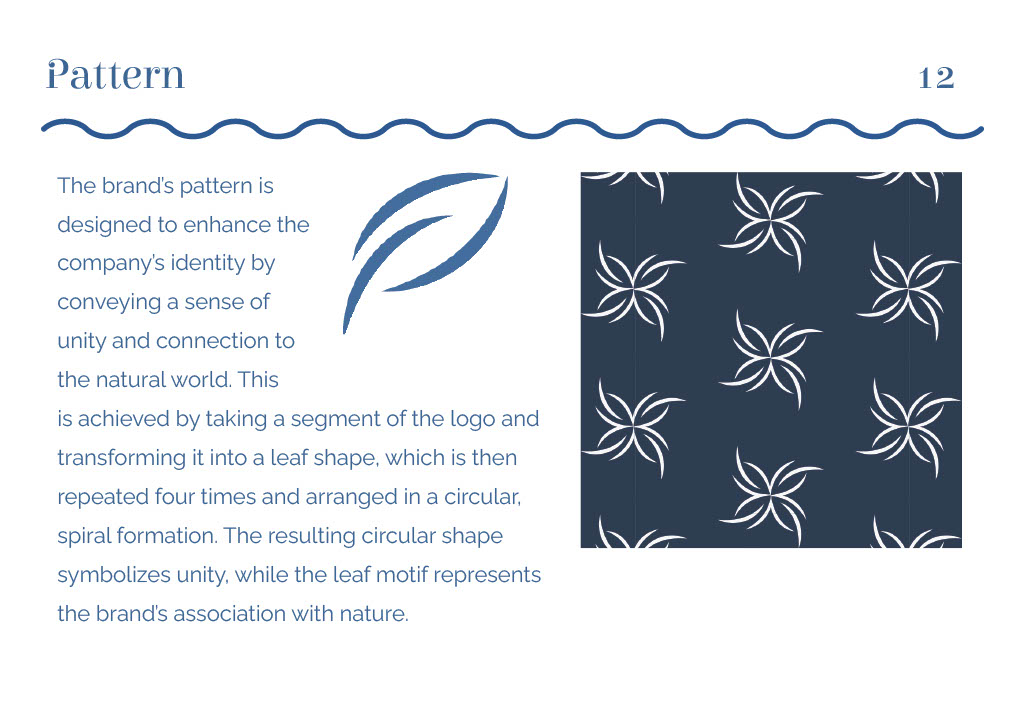 Pattern
12
The brand's pattern is
designed to enhance the
company's identity by
conveying a sense of
unity and connection to
the natural world. This
is achieved by taking a segment of the logo and
transforming it into a leaf shape, which is then
repeated four times and arranged in a circular,
spiral formation. The resulting circular shape
symbolizes unity, while the leaf motif represents
the brand's association with nature.